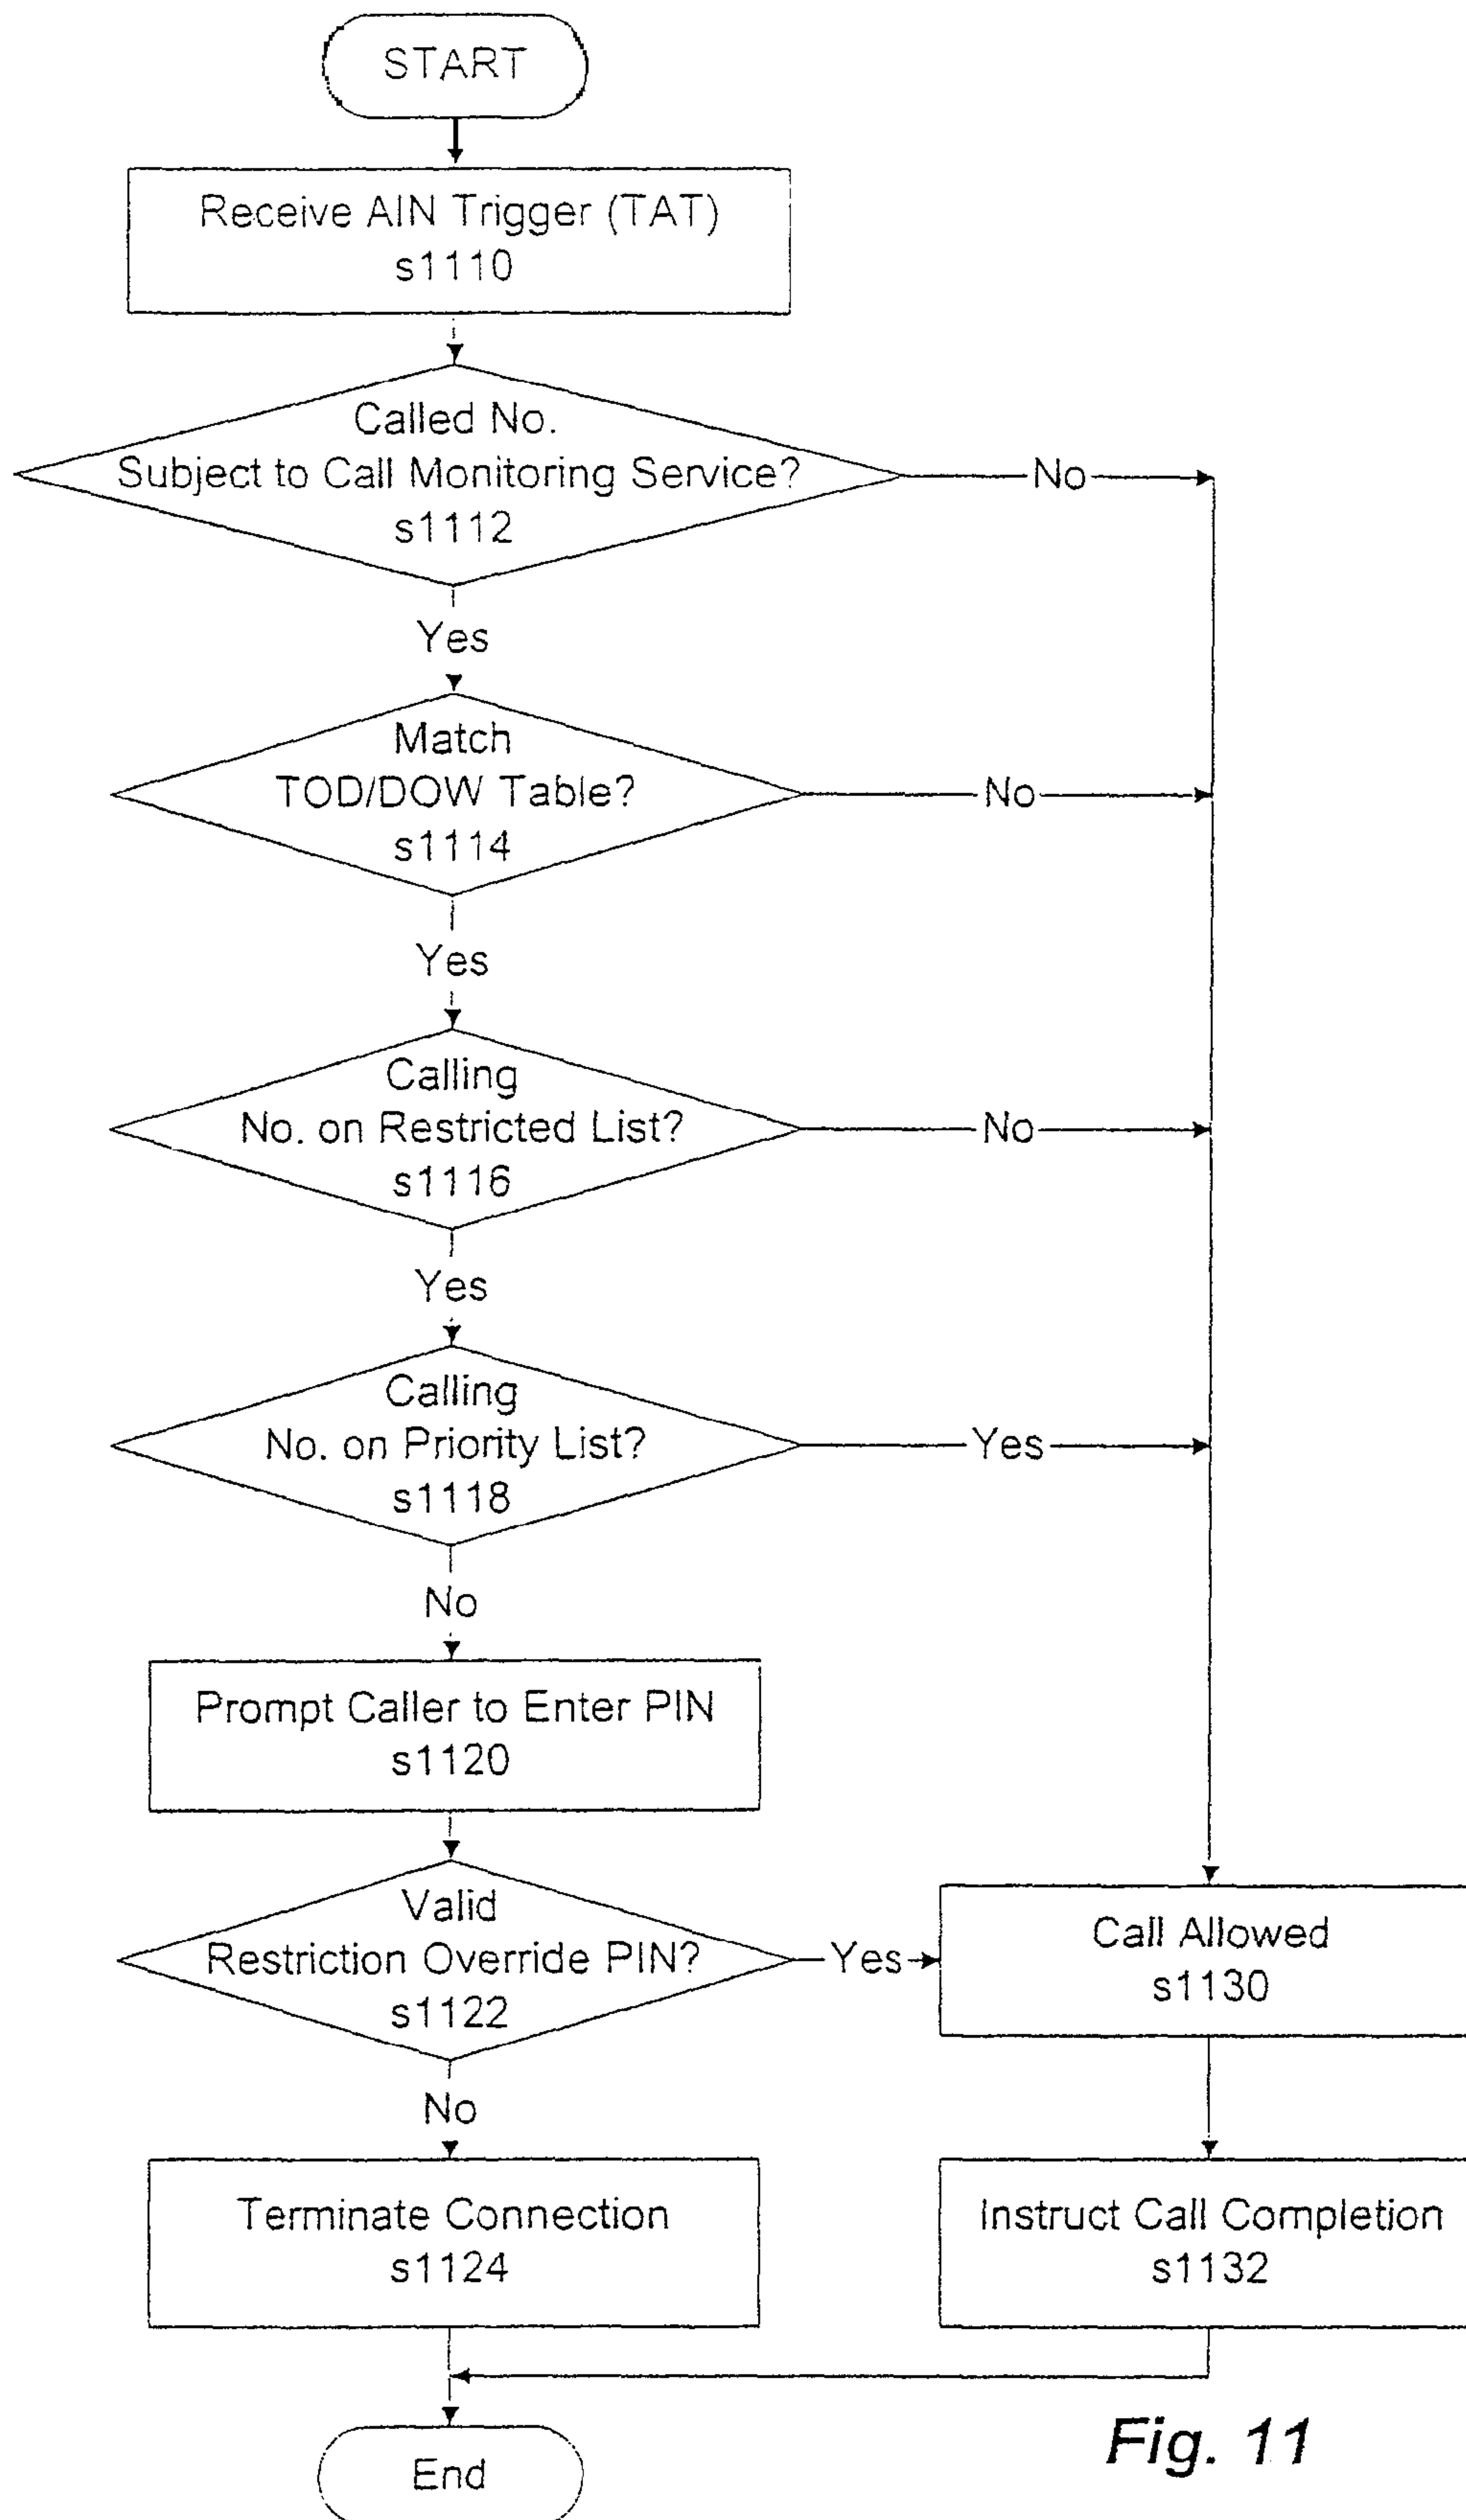 START
Receive AIN Trigger (TAT)
s1110
Called No.
Subject to Call Monitoring Service?
s1112
No
Yes
Match
TOD/DOW Table?
s1114
No
Yes
Calling
No. on Restricted List?
s1116
No
Yes
Calling
No. on Priority List?
s1118
Yes
No
Prompt Caller to Enter PIN
s1120
Valid
Restriction Override PIN?
s1122
Yes
Call Allowed
s1130
No
Terminate Connection
s1124
Instruct Call Completion
s1132
End
Fig. 11